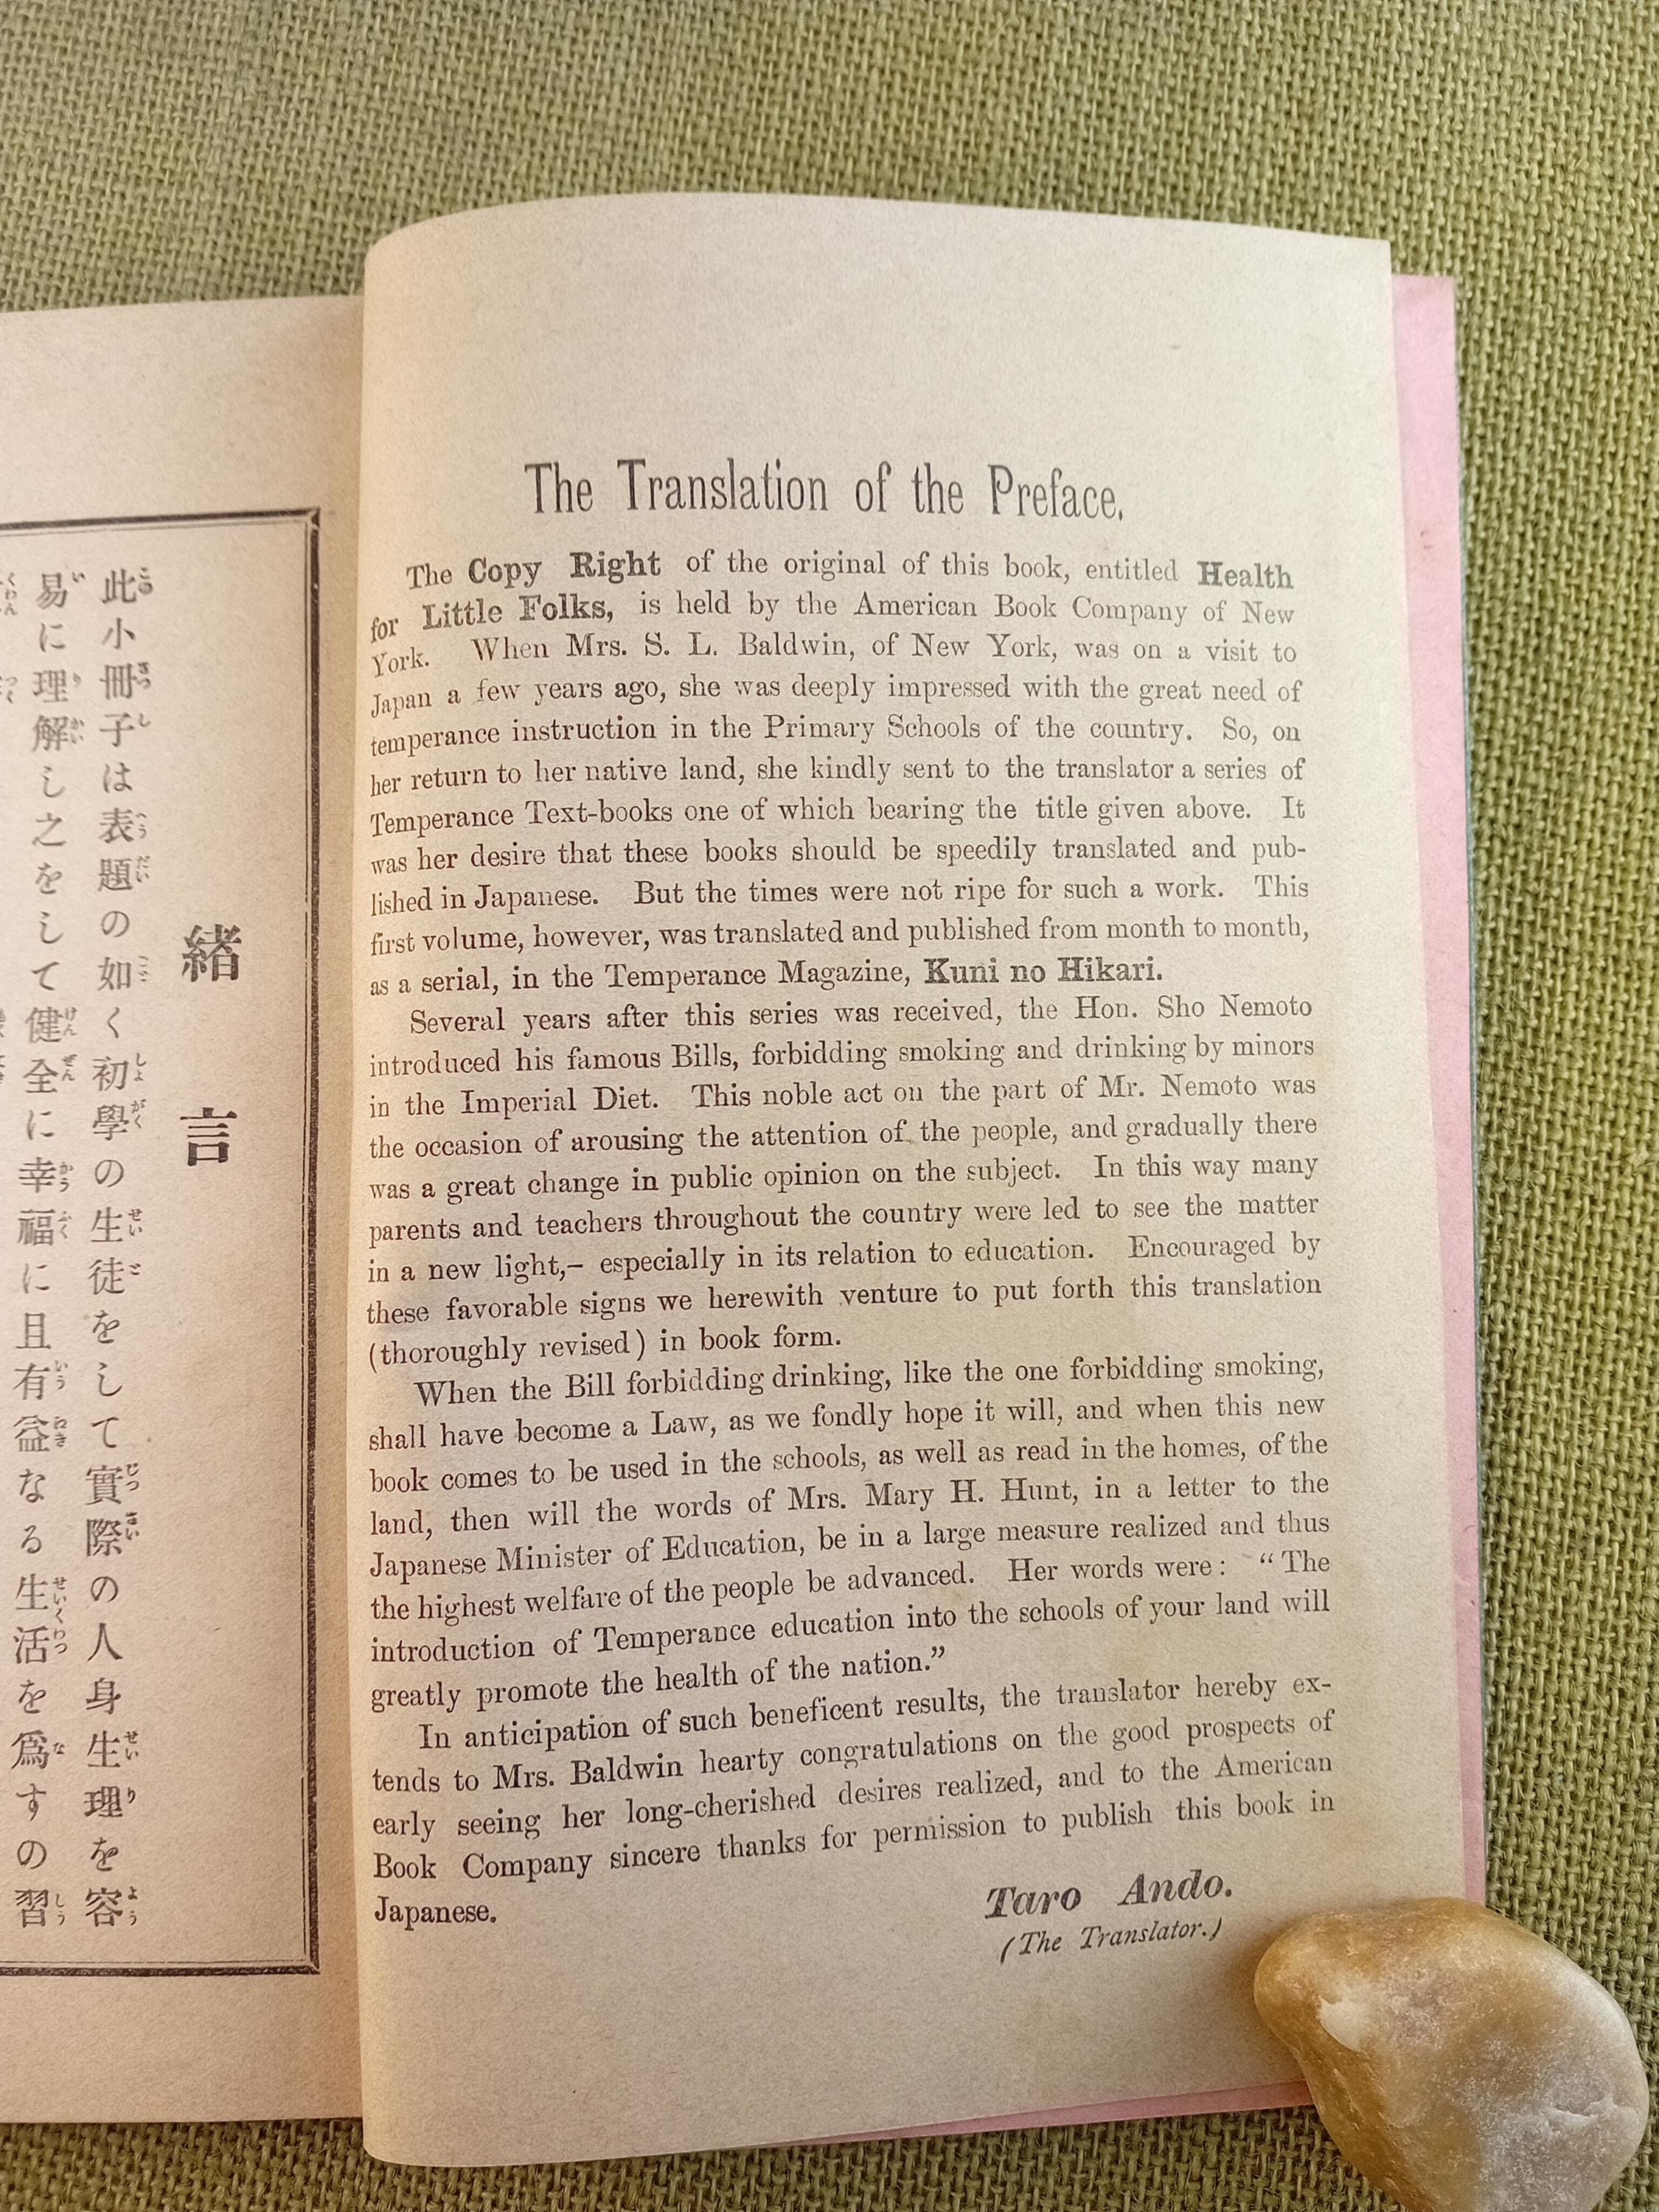 The Translation of the Preface.
The Copy Right of the original of this book, entitled Health
for Little Folks, is held by the American Book Company of New
York. When Mrs. S. L. Baldwin, of New York, was on a visit to
Japan a few years ago, she was deeply impressed with the great need of
temperance instruction in the Primary Schools of the country. So, on
her return to her native land, she kindly sent to the translator a series of
Temperance Text-books one of which bearing the title given above. It
was her desire that these books should be speedily translated and pub-
lished in Japanese. But the times were not ripe for such a work. This
first volume, however, was translated and published from month to month,
as a serial, in the Temperance Magazine, Kuni no Hikari.
Several years after this series was received, the Hon. Sho Nemoto
introduced his famous Bills, forbidding smoking and drinking by minors
in the Imperial Diet. This noble act on the part of Mr. Nemoto was
the occasion of arousing the attention of the people, and gradually there
was a great change in public opinion on the subject. In this way many
parents and teachers throughout the country were led to see the matter
in a new light,– especially in its relation to education. Encouraged by
these favorable signs we herewith venture to put forth this translation
(thoroughly revised) in book form.
When the Bill forbidding drinking, like the one forbidding smoking,
shall have become a Law, as we fondly hope it will, and when this new
book comes to be used in the schools, as well as read in the homes, of the
land, then will the words of Mrs. Mary H. Hunt, in a letter to the
Japanese Minister of Education, be in a large measure realized and thus
the highest welfare of the people be advanced. Her words were: “The
introduction of Temperance education into the schools of your land will
greatly promote the health of the nation.”
In anticipation of such beneficent results, the translator hereby ex-
tends to Mrs. Baldwin hearty congratulations on the good prospects of
early seeing her long-cherished desires realized, and to the American
Book Company sincere thanks for permission to publish this book in
Japanese.
Taro Ando.
(The Translator.)
緒言
此小冊子は表題の如く初學の生徒をして實際の人身生理を容
易に理解し之をして健全に幸福に且有益なる生活を爲すの習